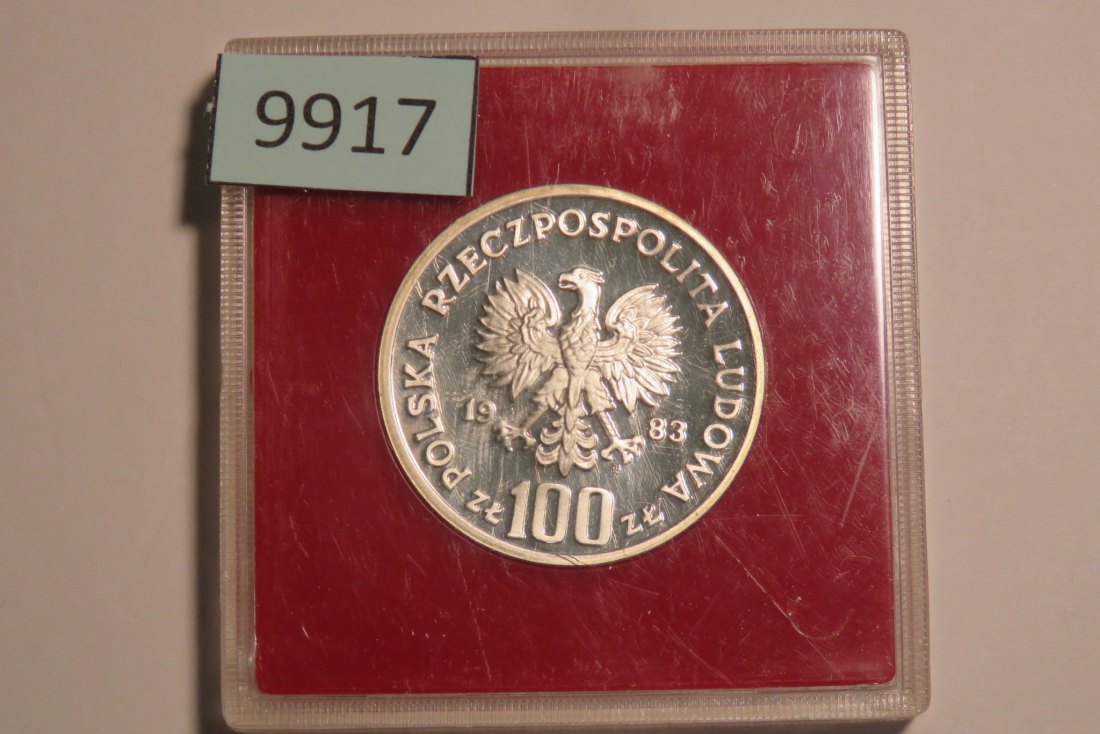 9917
POLSKA RZECZPOSPOLITA LUDOWA
19 83
zł 100 zł